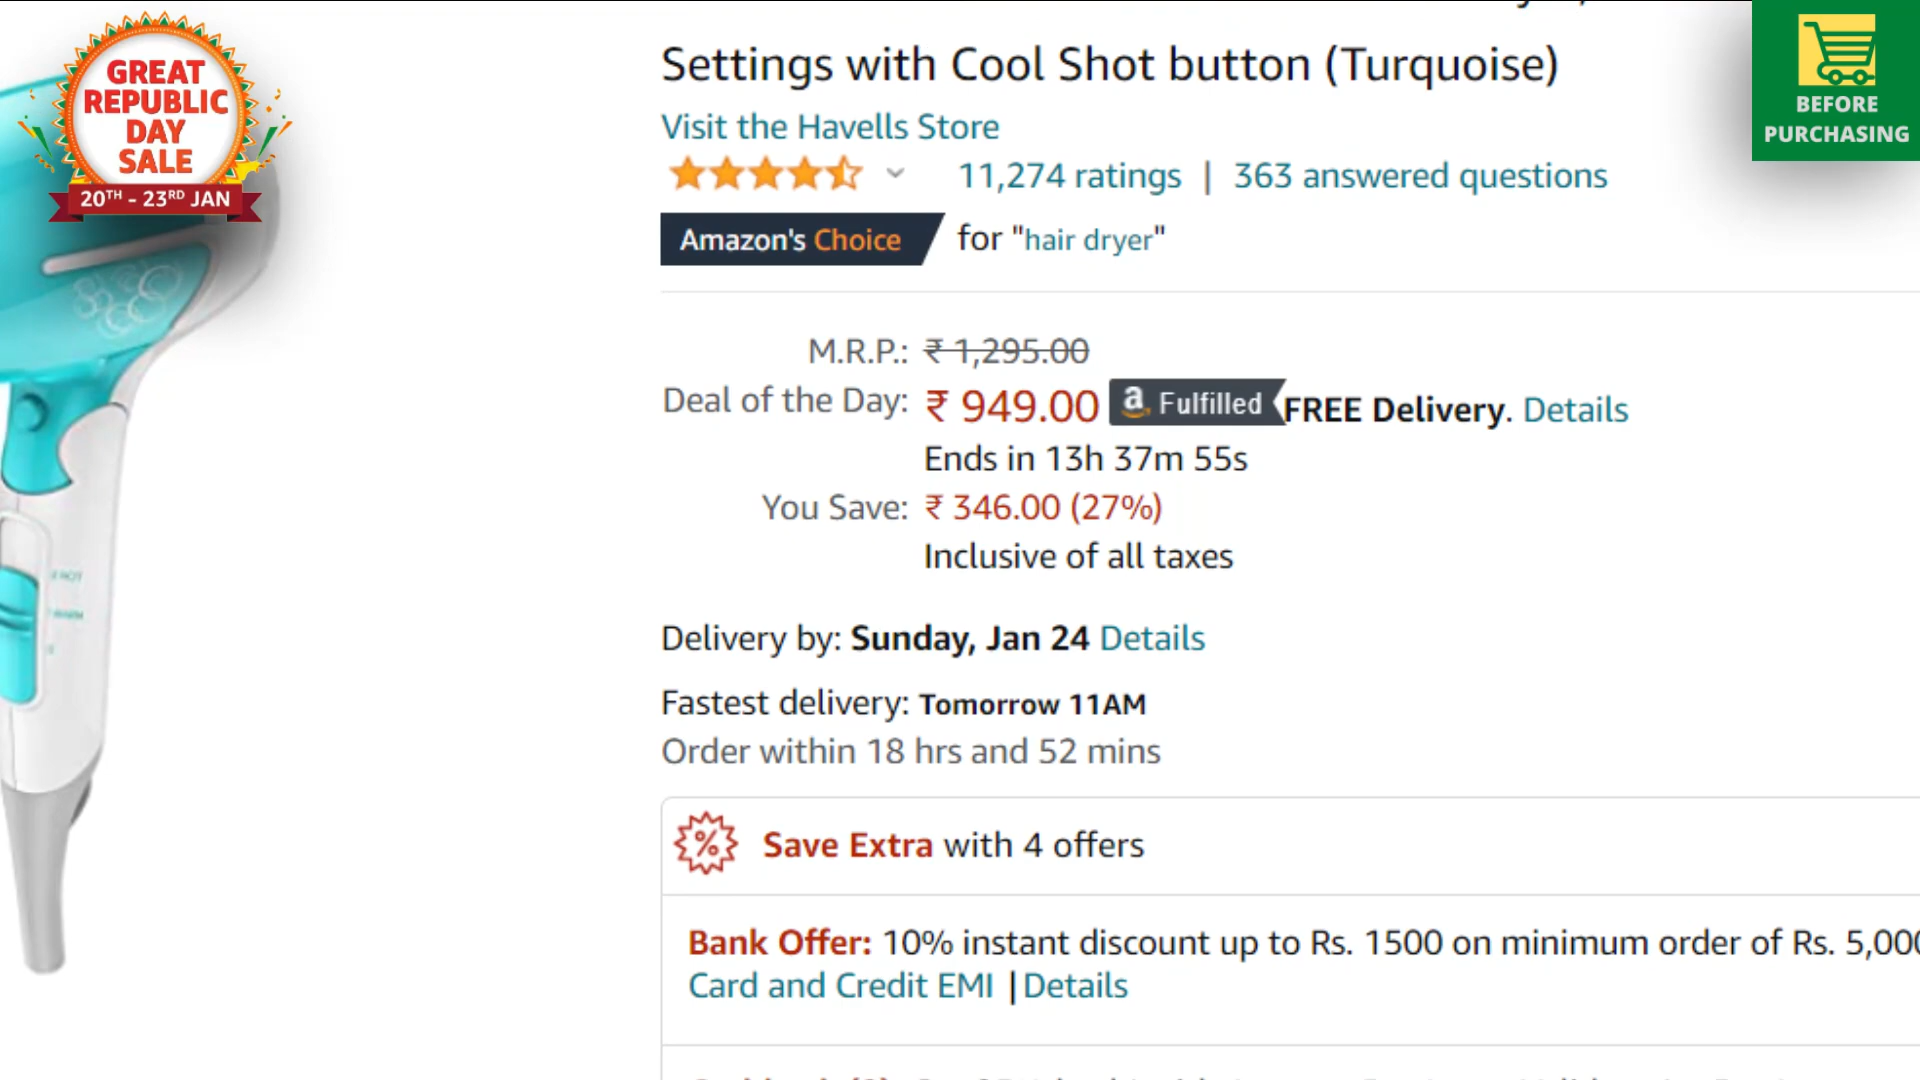 GREAT
REPUBLIC
DAY
SALE
20TH - 23RD JAN
Settings with Cool Shot button (Turquoise)
BEFORE
PURCHASING
Visit the Havells Store
11,274 ratings | 363 answered questions
Amazon's Choice for "hair dryer"
M.R.P.: ₹ 1,295.00
Deal of the Day: ₹ 949.00 a Fulfilled FREE Delivery. Details
Ends in 13h 37m 55s
You Save: ₹ 346.00 (27%)
Inclusive of all taxes
Delivery by: Sunday, Jan 24 Details
Fastest delivery: Tomorrow 11AM
Order within 18 hrs and 52 mins
% Save Extra with 4 offers
Bank Offer: 10% instant discount up to Rs. 1500 on minimum order of Rs. 5,000
Card and Credit EMI | Details
HOT
WARM